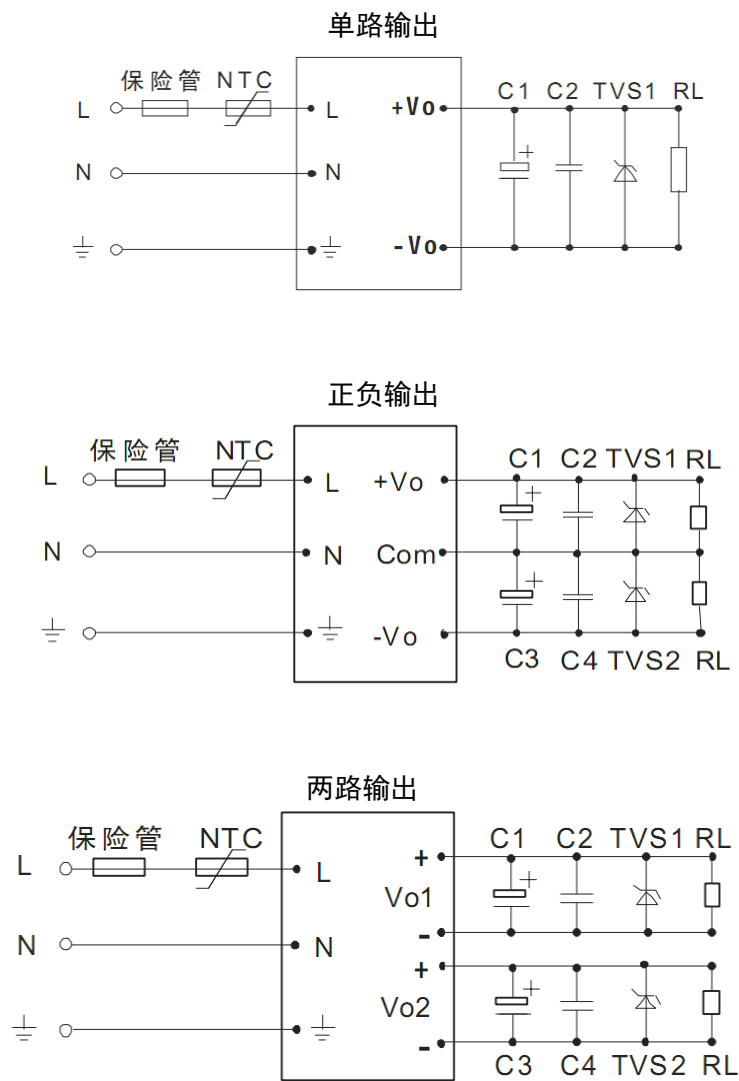 单路输出
保险管 NTC C1 C2 TVS1 RL
L L +Vo
N N
-Vo
正负输出
保险管 NTC C1 C2 TVS1 RL
L L +Vo
N N Com
-Vo
C3 C4 TVS2 RL
两路输出
保险管 NTC C1 C2 TVS1 RL
L L +
Vo1
N N -
+
Vo2
-
C3 C4 TVS2 RL